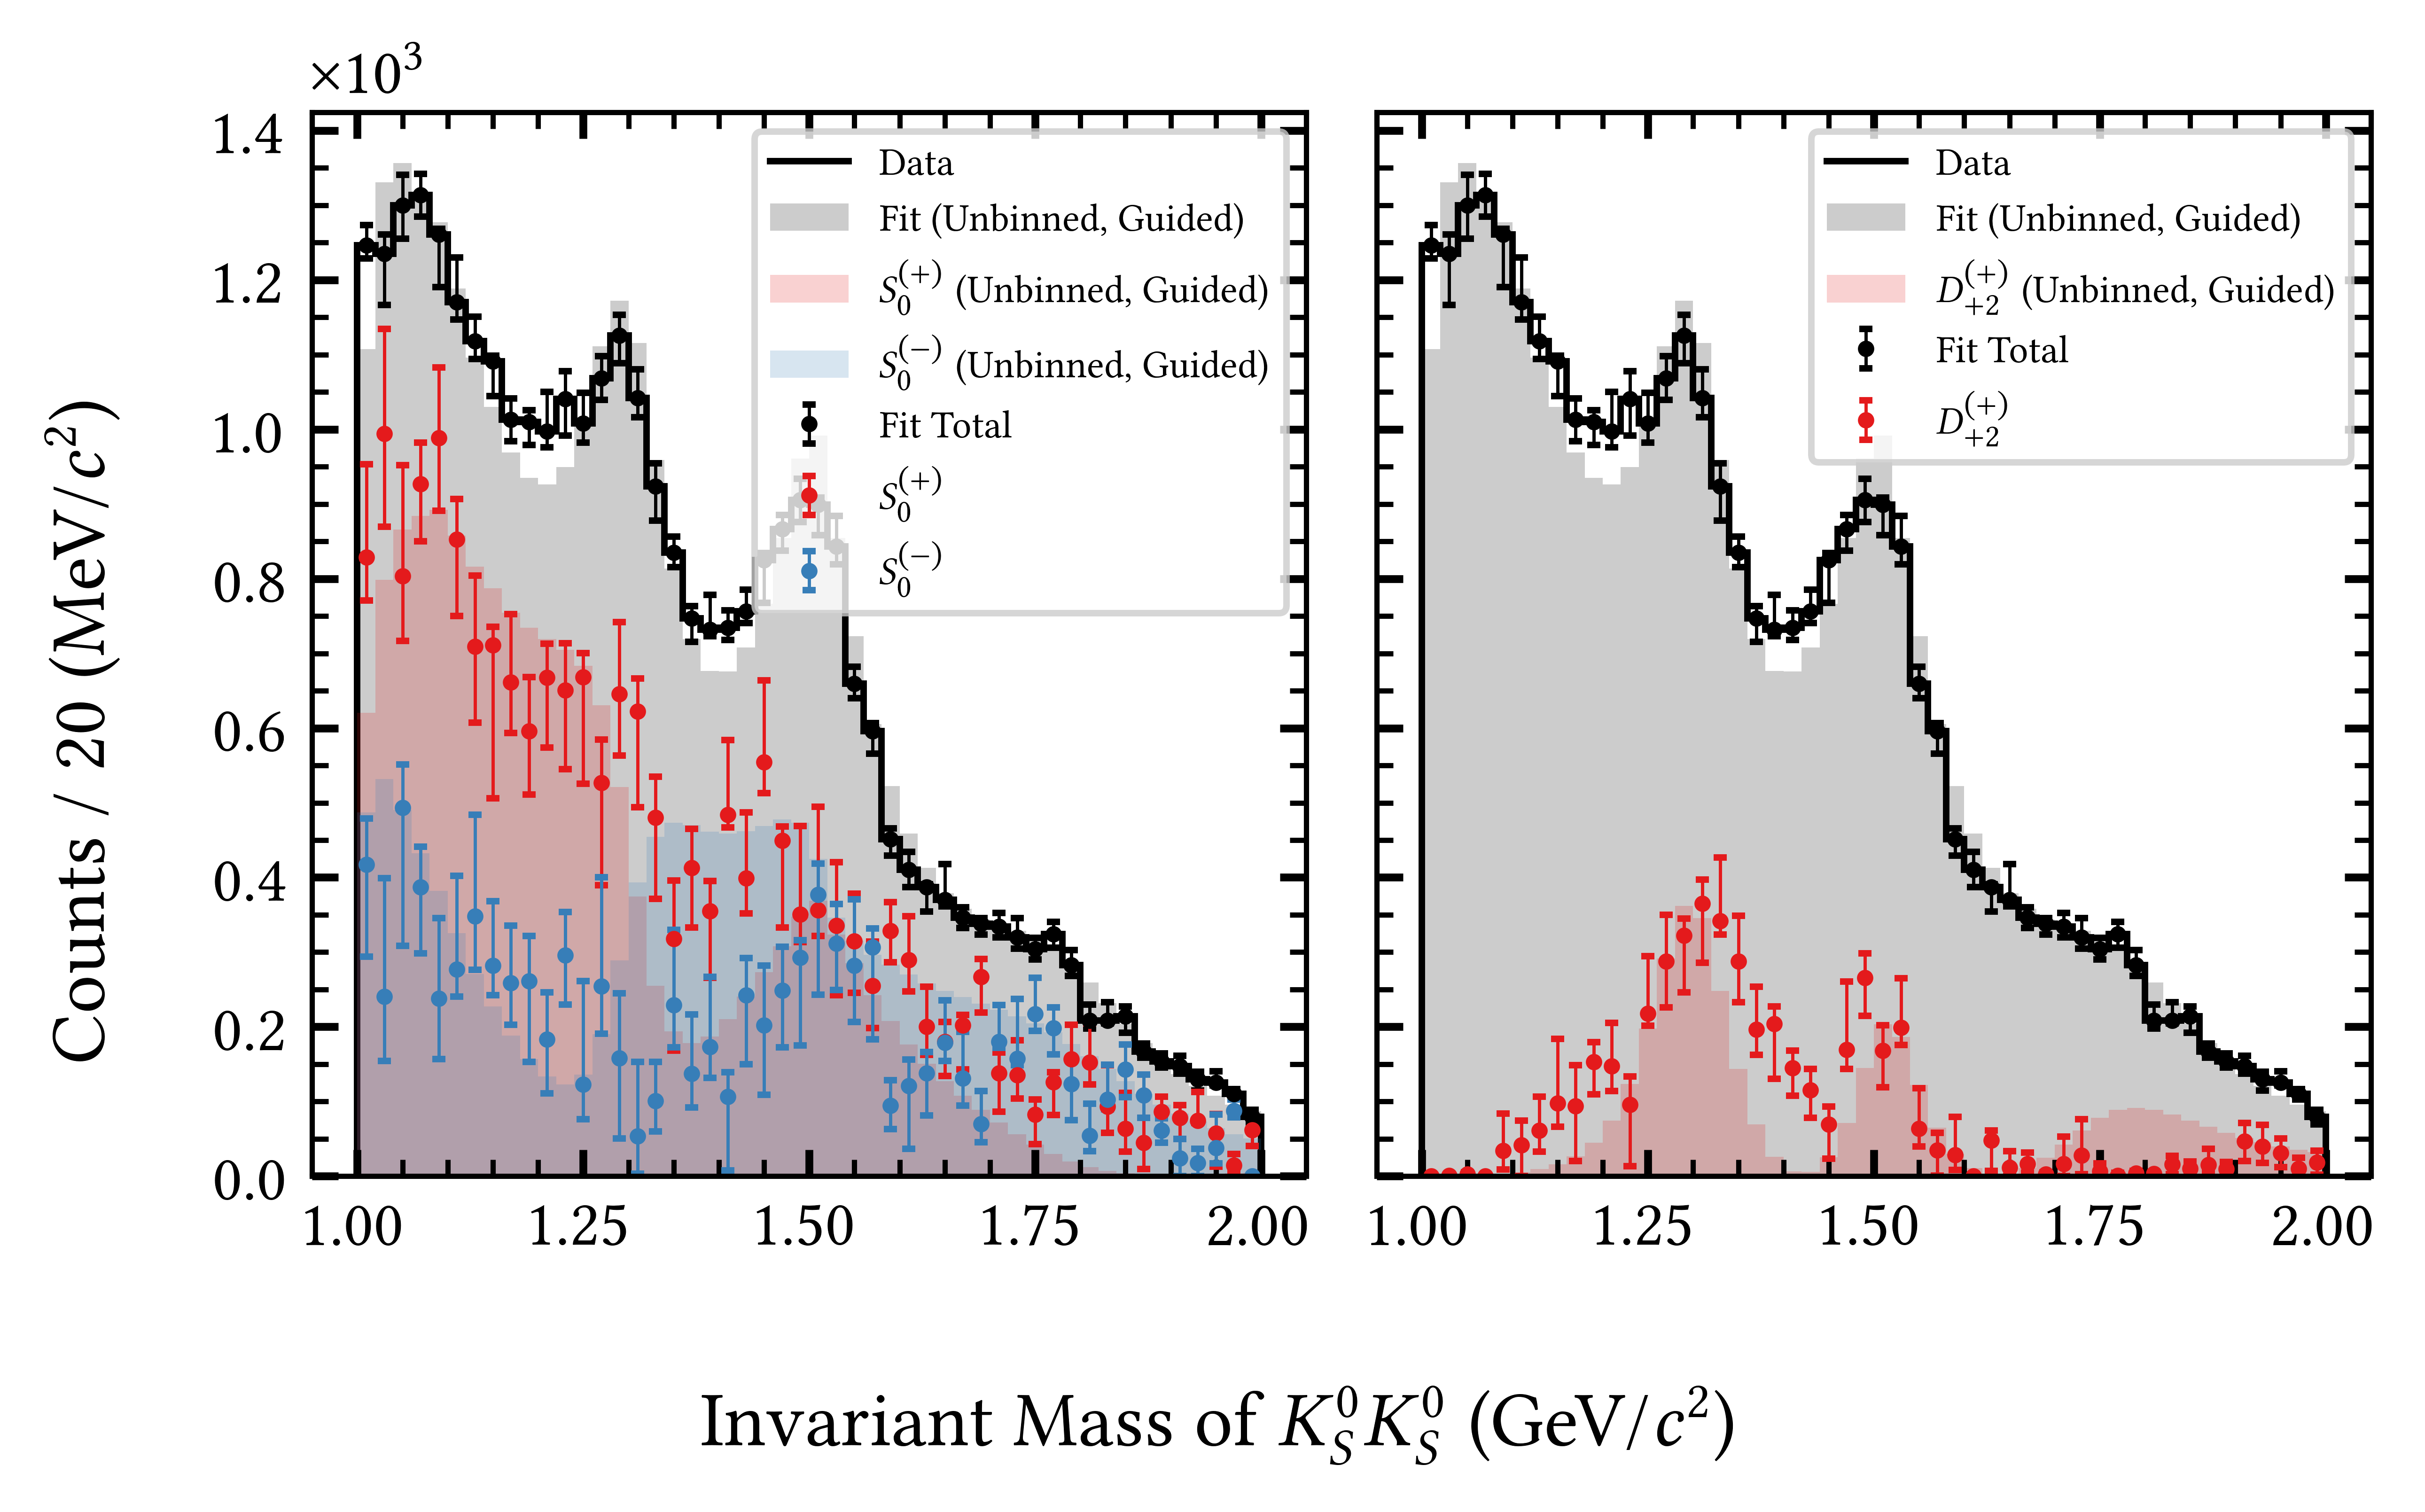 ×10³
1.4
1.2
1.0
0.8
0.6
0.4
0.2
0.0
Counts / 20 (MeV/c²)
Data
Fit (Unbinned, Guided)
S₀⁽⁺⁾ (Unbinned, Guided)
S₀⁽⁻⁾ (Unbinned, Guided)
Fit Total
S₀⁽⁺⁾
S₀⁽⁻⁾
1.00 1.25 1.50 1.75 2.00
Data
Fit (Unbinned, Guided)
D₊₂⁽⁺⁾ (Unbinned, Guided)
Fit Total
D₊₂⁽⁺⁾
1.00 1.25 1.50 1.75 2.00
Invariant Mass of K_S⁰K_S⁰ (GeV/c²)